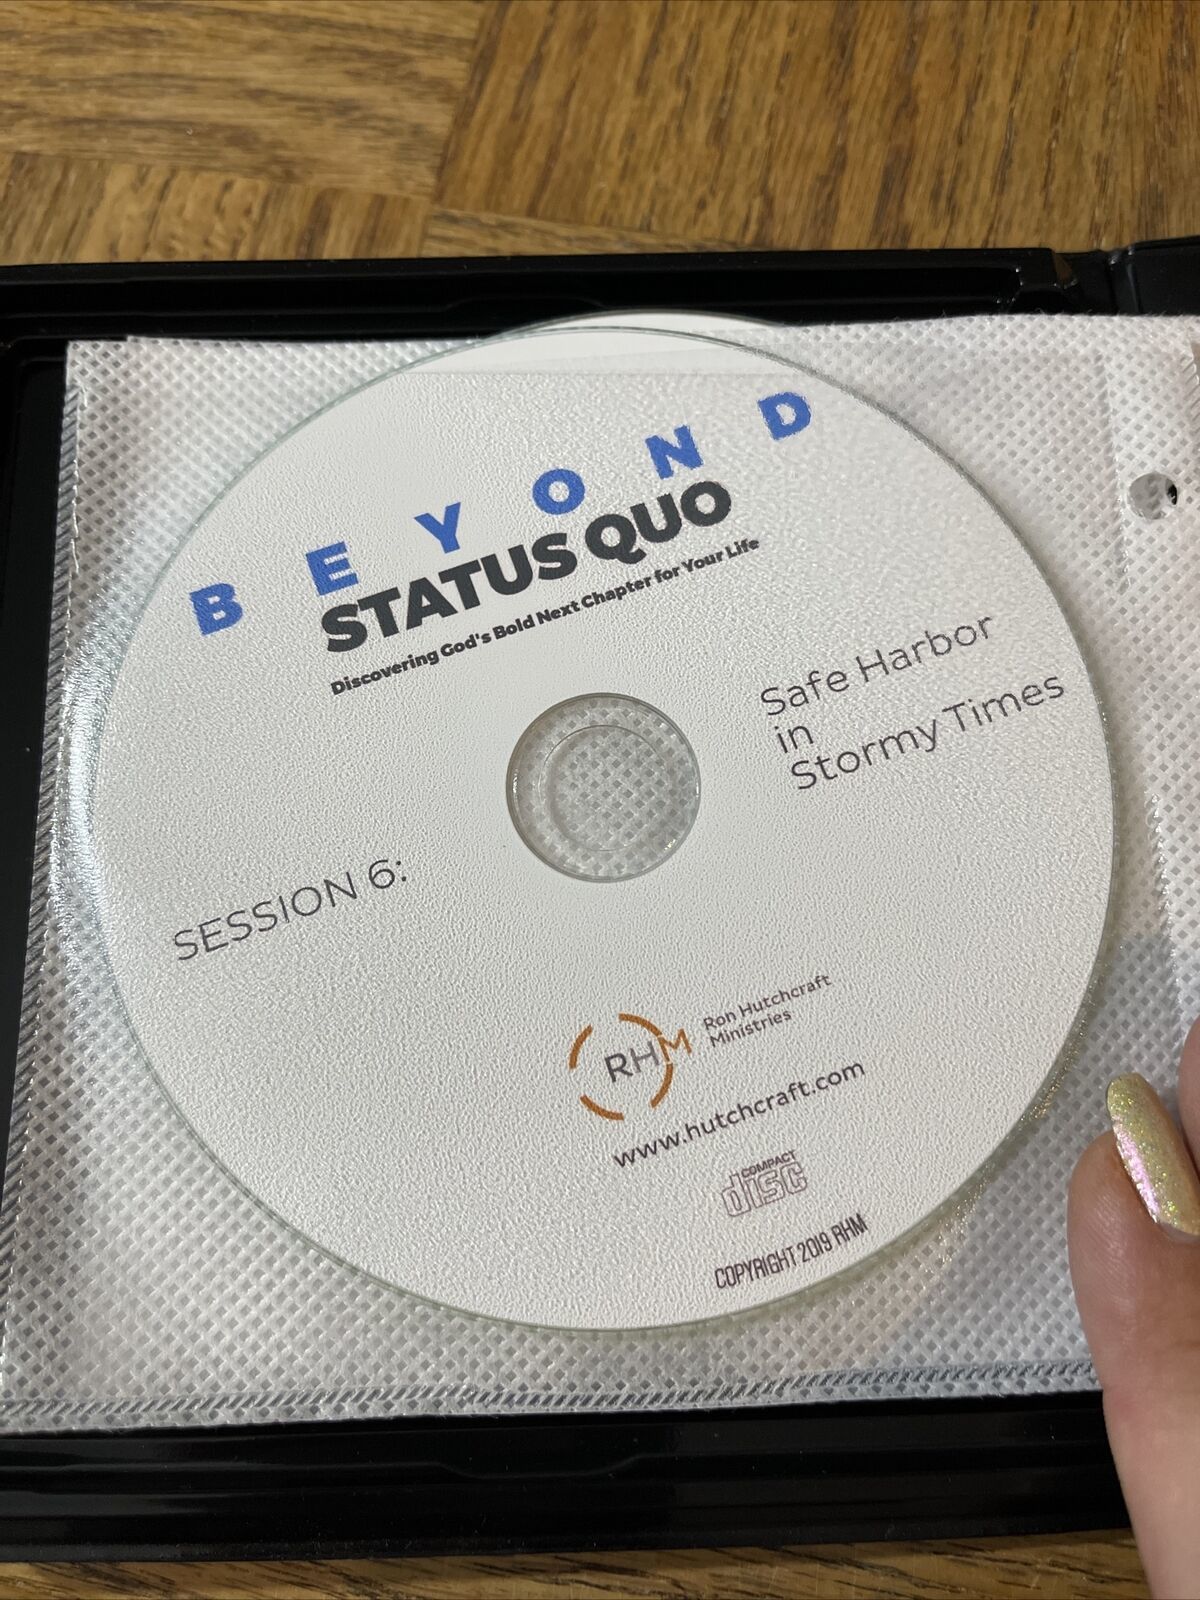 BEYOND
STATUS QUO
Discovering God's Bold Next Chapter for Your Life
Safe Harbor
in
Stormy Times
SESSION 6:
RHM
Ron Hutchcraft
Ministries
www.hutchcraft.com
COMPACT
disc
COPYRIGHT 2019 RHM